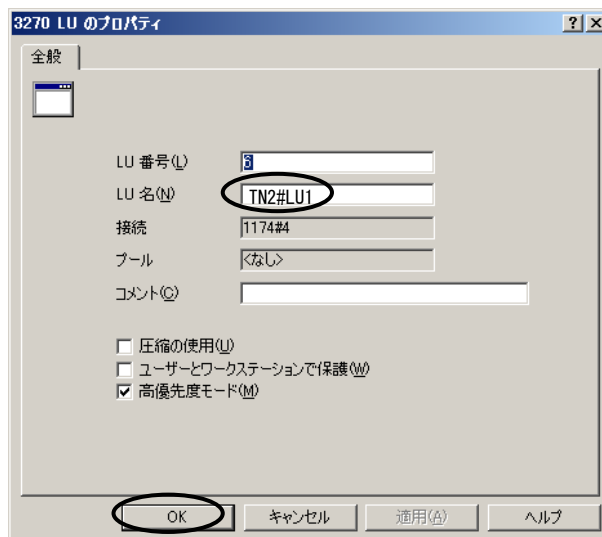 3270 LU のプロパティ
全般
LU 番号(L) 6
LU 名(N) TN2#LU1
接続 1174#4
プール <なし>
コメント(C)
圧縮の使用(U)
ユーザーとワークステーションで保護(W)
高優先度モード(M)
OK キャンセル 適用(A) ヘルプ